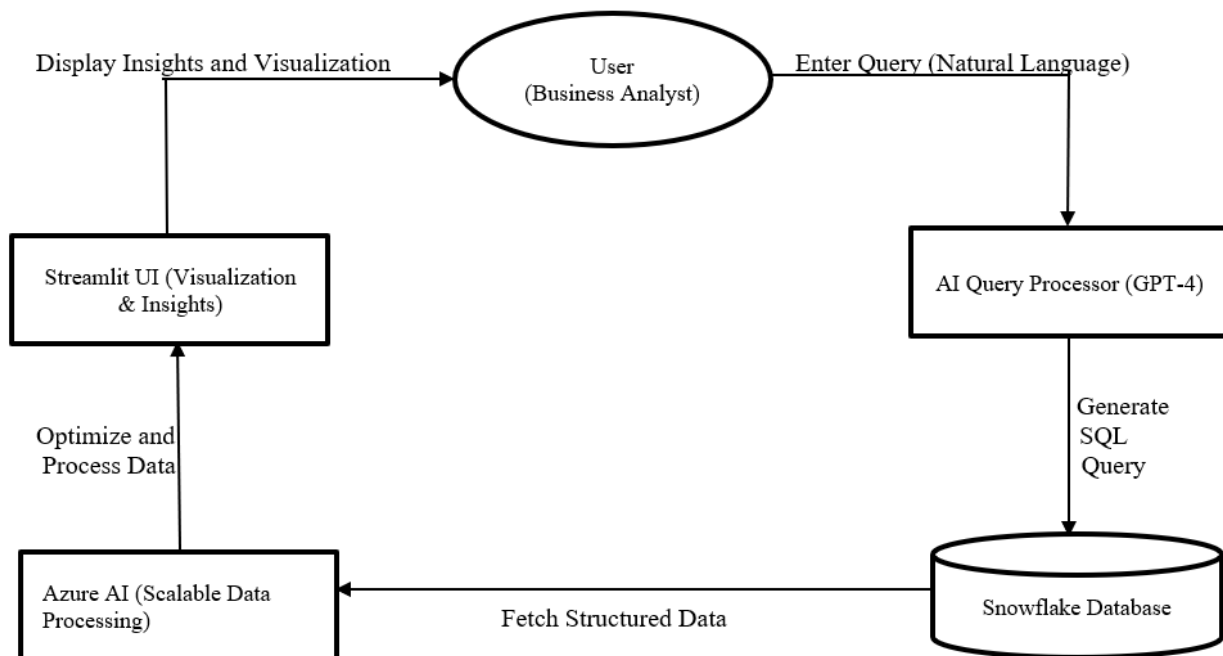 Display Insights and Visualization
User
(Business Analyst)
Enter Query (Natural Language)
Streamlit UI (Visualization
& Insights)
AI Query Processor (GPT-4)
Optimize and
Process Data
Generate
SQL
Query
Azure AI (Scalable Data
Processing)
Fetch Structured Data
Snowflake Database